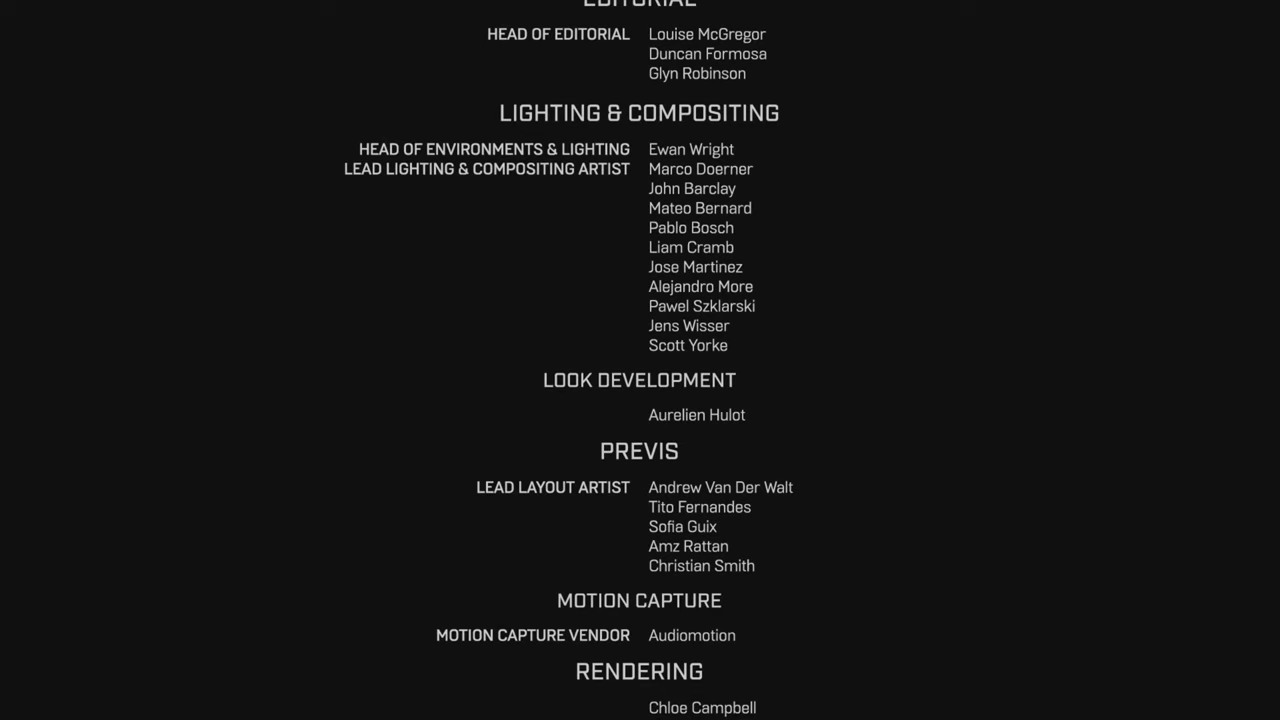 EDITORIAL
HEAD OF EDITORIAL Louise McGregor
Duncan Formosa
Glyn Robinson
LIGHTING & COMPOSITING
HEAD OF ENVIRONMENTS & LIGHTING Ewan Wright
LEAD LIGHTING & COMPOSITING ARTIST Marco Doerner
John Barclay
Mateo Bernard
Pablo Bosch
Liam Cramb
Jose Martinez
Alejandro More
Pawel Szklarski
Jens Wisser
Scott Yorke
LOOK DEVELOPMENT
Aurelien Hulot
PREVIS
LEAD LAYOUT ARTIST Andrew Van Der Walt
Tito Fernandes
Sofia Guix
Amz Rattan
Christian Smith
MOTION CAPTURE
MOTION CAPTURE VENDOR Audiomotion
RENDERING
Chloe Campbell